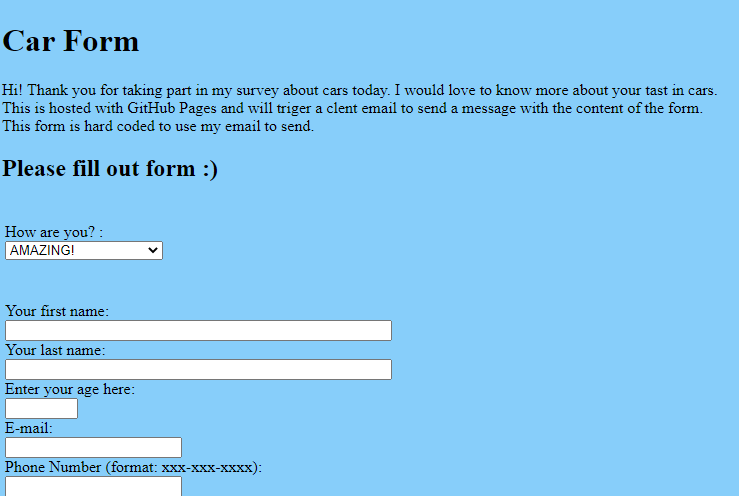 Car Form
Hi! Thank you for taking part in my survey about cars today. I would love to know more about your tast in cars.
This is hosted with GitHub Pages and will triger a clent email to send a message with the content of the form.
This form is hard coded to use my email to send.
Please fill out form :)
How are you? :
AMAZING!
Your first name:
Your last name:
Enter your age here:
E-mail:
Phone Number (format: xxx-xxx-xxxx):